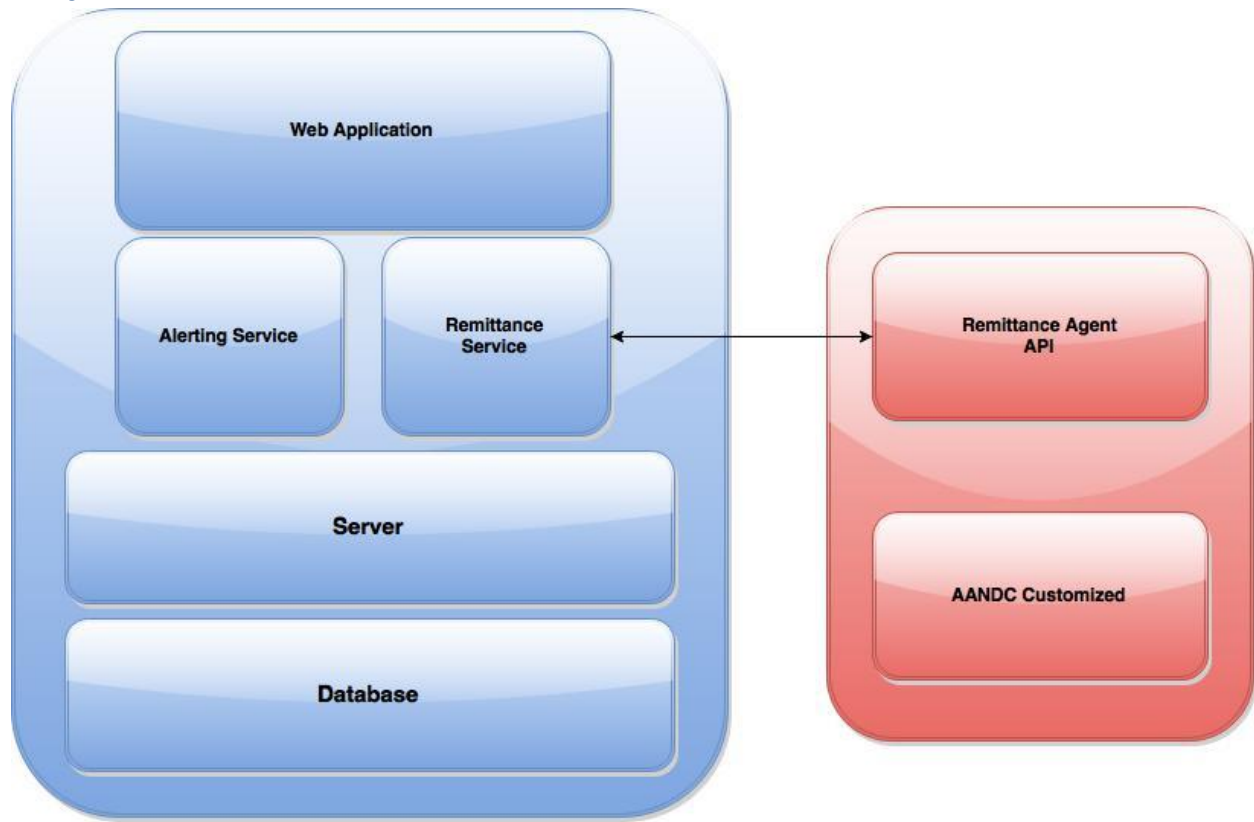 Web Application
Alerting Service
Remittance
Service
Remittance Agent
API
Server
AANDC Customized
Database